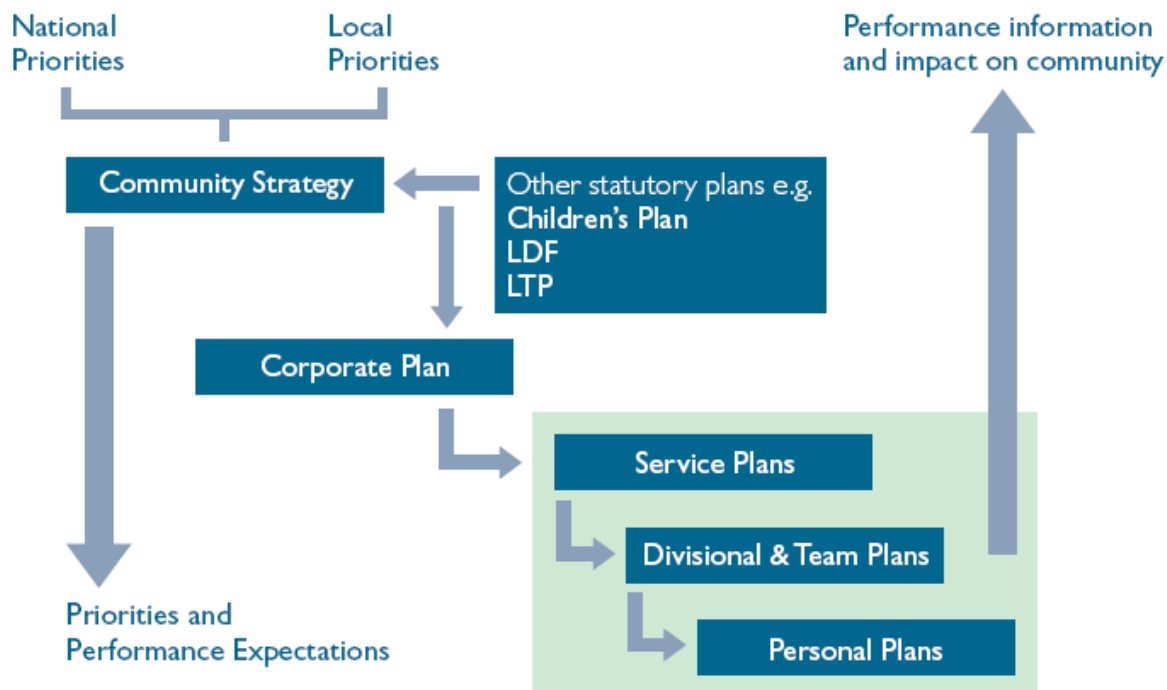 National
Priorities
Local
Priorities
Performance information
and impact on community
Community Strategy
Other statutory plans e.g.
Children's Plan
LDF
LTP
Corporate Plan
Service Plans
Divisional & Team Plans
Personal Plans
Priorities and
Performance Expectations